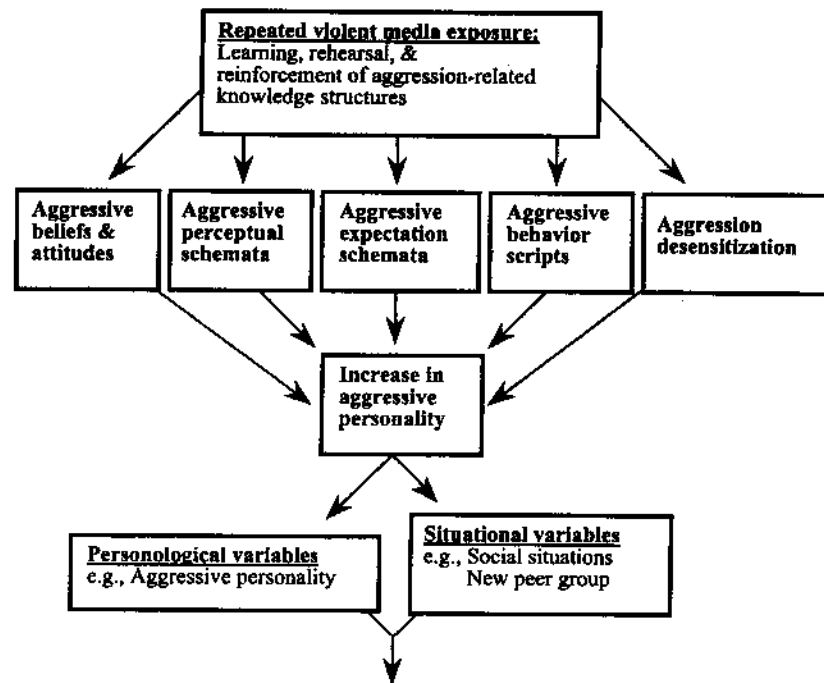 Repeated violent media exposure:
Learning, rehearsal, &
reinforcement of aggression-related
knowledge structures
Aggressive
beliefs &
attitudes
Aggressive
perceptual
schemata
Aggressive
expectation
schemata
Aggressive
behavior
scripts
Aggression
desensitization
Increase in
aggressive
personality
Personological variables
e.g., Aggressive personality
Situational variables
e.g., Social situations
New peer group